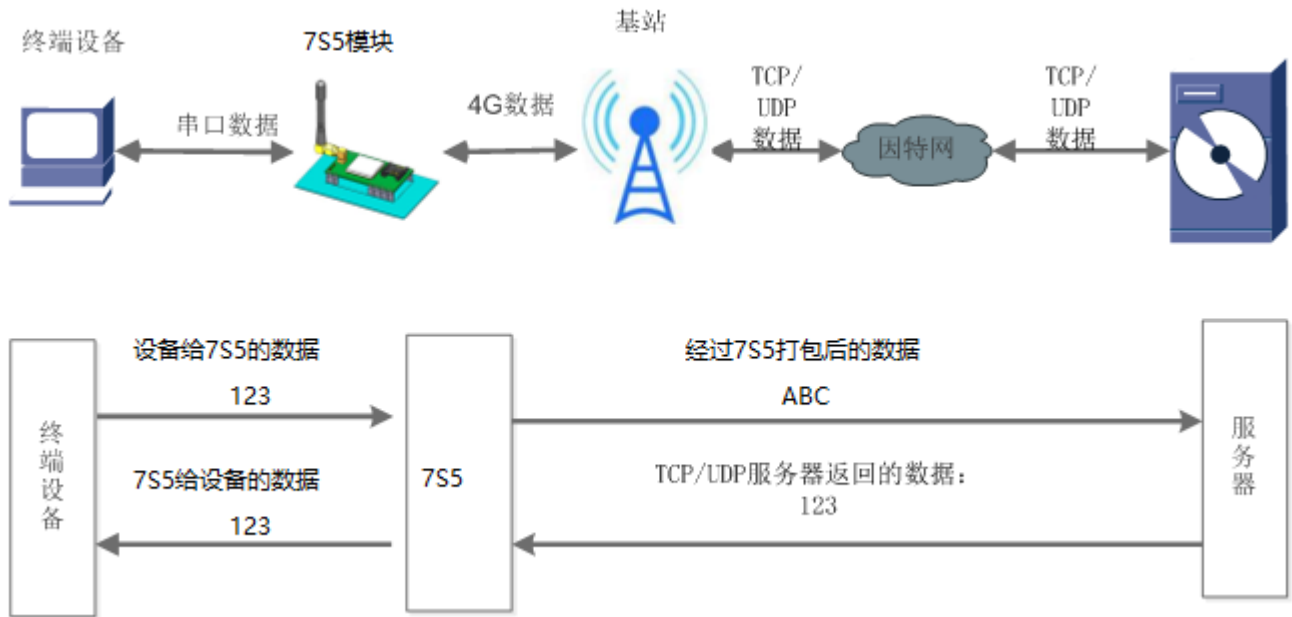 终端设备
7S5模块
基站
串口数据
4G数据
TCP/
UDP
数据
因特网
TCP/
UDP
数据
设备给7S5的数据
123
经过7S5打包后的数据
ABC
终
端
设
备
7S5给设备的数据
123
7S5
TCP/UDP服务器返回的数据:
123
服
务
器